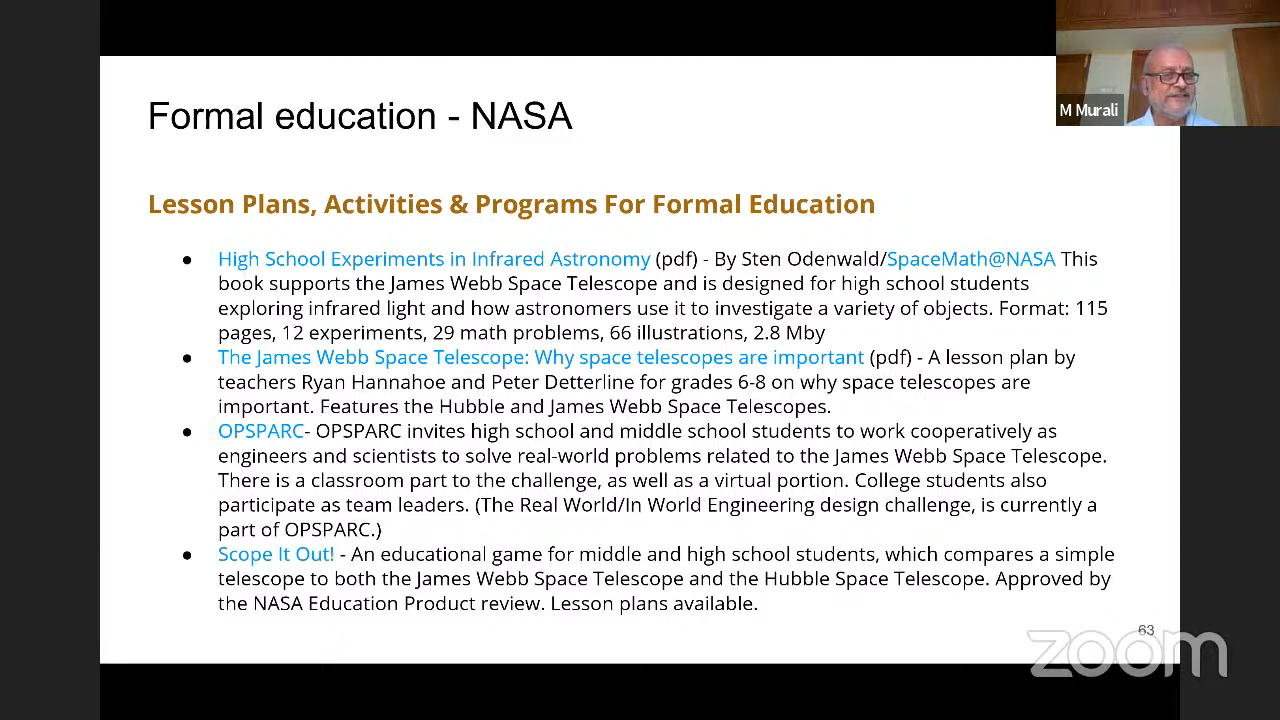 Formal education - NASA
M Murali
Lesson Plans, Activities & Programs For Formal Education
● High School Experiments in Infrared Astronomy (pdf) - By Sten Odenwald/SpaceMath@NASA This
book supports the James Webb Space Telescope and is designed for high school students
exploring infrared light and how astronomers use it to investigate a variety of objects. Format: 115
pages, 12 experiments, 29 math problems, 66 illustrations, 2.8 Mby
● The James Webb Space Telescope: Why space telescopes are important (pdf) - A lesson plan by
teachers Ryan Hannahoe and Peter Detterline for grades 6-8 on why space telescopes are
important. Features the Hubble and James Webb Space Telescopes.
● OPSPARC- OPSPARC invites high school and middle school students to work cooperatively as
engineers and scientists to solve real-world problems related to the James Webb Space Telescope.
There is a classroom part to the challenge, as well as a virtual portion. College students also
participate as team leaders. (The Real World/In World Engineering design challenge, is currently a
part of OPSPARC.)
● Scope It Out! - An educational game for middle and high school students, which compares a simple
telescope to both the James Webb Space Telescope and the Hubble Space Telescope. Approved by
the NASA Education Product review. Lesson plans available.
63
zoom